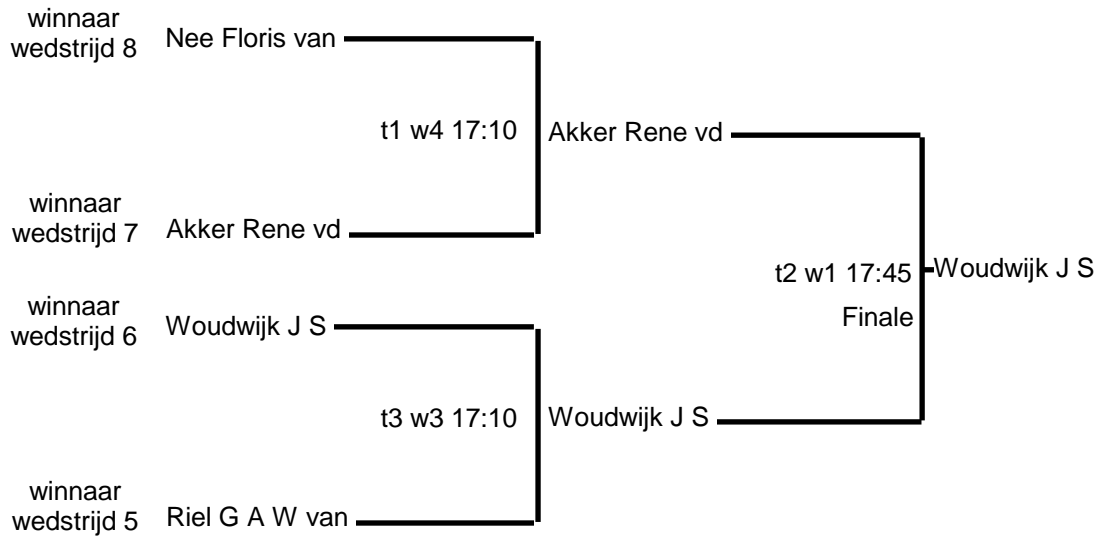 winnaar
wedstrijd 8
Nee Floris van
t1 w4 17:10
Akker Rene vd
winnaar
wedstrijd 7
Akker Rene vd
t2 w1 17:45
Woudwijk J S
Finale
winnaar
wedstrijd 6
Woudwijk J S
t3 w3 17:10
Woudwijk J S
winnaar
wedstrijd 5
Riel G A W van